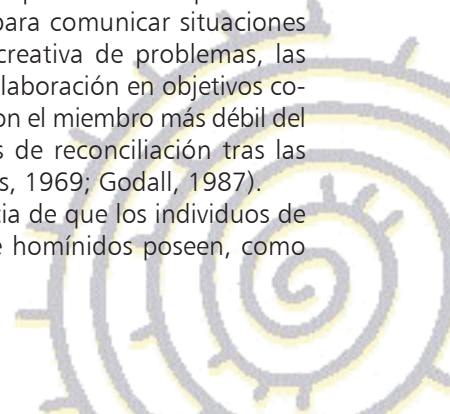 para comunicar situaciones
creativa de problemas, las
laboración en objetivos co-
on el miembro más débil del
s de reconciliación tras las
s, 1969; Godall, 1987).
cia de que los individuos de
e homínidos poseen, como